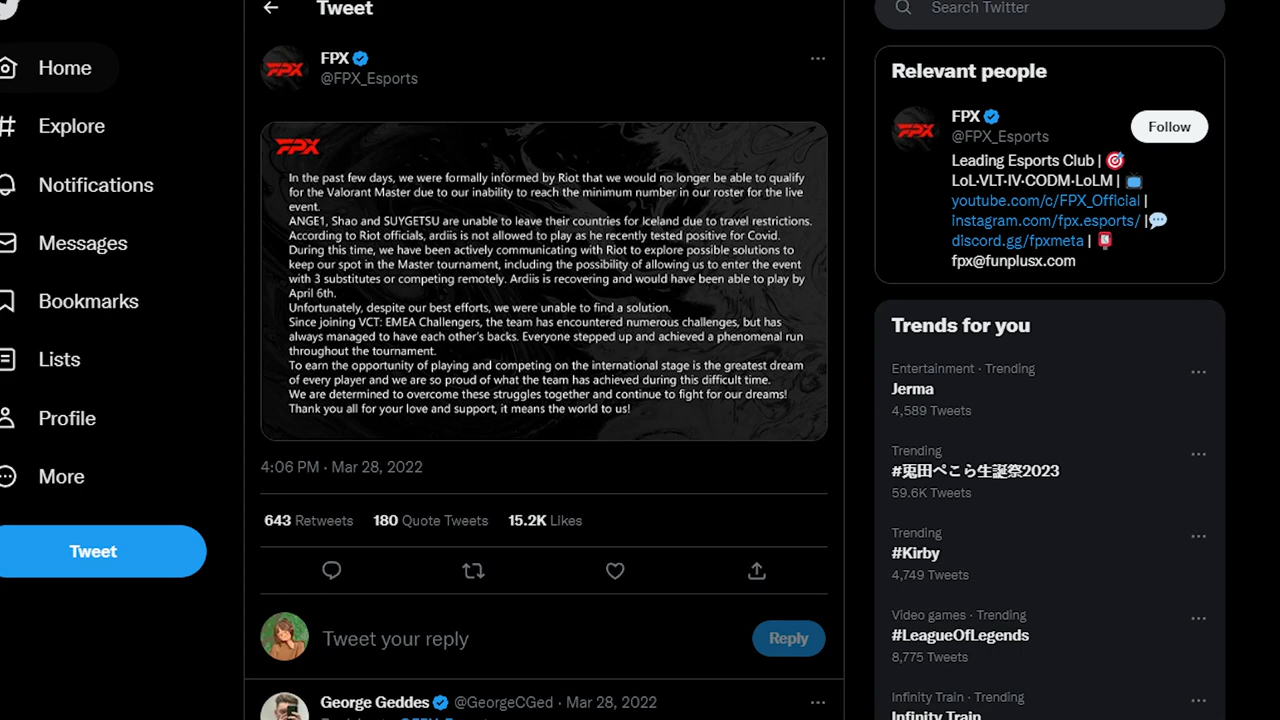 Home
Explore
Notifications
Messages
Bookmarks
Lists
Profile
More
Tweet
Tweet
FPX
FPX
@FPX_Esports
FPX
In the past few days, we were formally informed by Riot that we would no longer be able to qualify
for the Valorant Master due to our inability to reach the minimum number in our roster for the live
event.
ANGE1, Shao and SUYGETSU are unable to leave their countries for Iceland due to travel restrictions.
According to Riot officials, ardiis is not allowed to play as he recently tested positive for Covid.
During this time, we have been actively communicating with Riot to explore possible solutions to
keep our spot in the Master tournament, including the possibility of allowing us to enter the event
with 3 substitutes or competing remotely. Ardiis is recovering and would have been able to play by
April 6th.
Unfortunately, despite our best efforts, we were unable to find a solution.
Since joining VCT: EMEA Challengers, the team has encountered numerous challenges, but has
always managed to have each other's backs. Everyone stepped up and achieved a phenomenal run
throughout the tournament.
To earn the opportunity of playing and competing on the international stage is the greatest dream
of every player and we are so proud of what the team has achieved during this difficult time.
We are determined to overcome these struggles together and continue to fight for our dreams!
Thank you all for your love and support, it means the world to us!
4:06 PM · Mar 28, 2022
643 Retweets 180 Quote Tweets 15.2K Likes
Tweet your reply
Reply
George Geddes @GeorgeCGed · Mar 28, 2022
Search Twitter
Relevant people
FPX
FPX
@FPX_Esports
Follow
Leading Esports Club |
LoL·VLT·IV·CODM·LoLM |
youtube.com/c/FPX_Official |
instagram.com/fpx.esports/ |
discord.gg/fpxmeta |
fpx@funplusx.com
Trends for you
Entertainment · Trending
Jerma
4,589 Tweets
Trending
#兎田ぺこら生誕祭2023
59.6K Tweets
Trending
#Kirby
4,749 Tweets
Video games · Trending
#LeagueOfLegends
8,775 Tweets
Infinity Train · Trending
Infinity Train